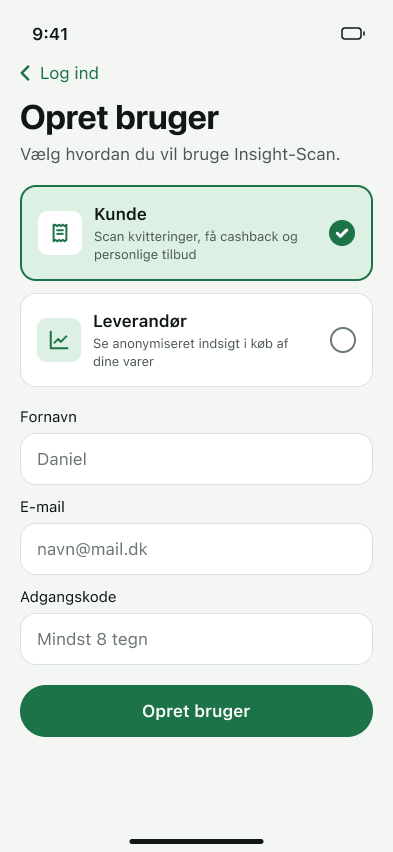 9:41
Log ind
Opret bruger
Vælg hvordan du vil bruge Insight-Scan.
Kunde
Scan kvitteringer, få cashback og
personlige tilbud
Leverandør
Se anonymiseret indsigt i køb af
dine varer
Fornavn
Daniel
E-mail
navn@mail.dk
Adgangskode
Mindst 8 tegn
Opret bruger